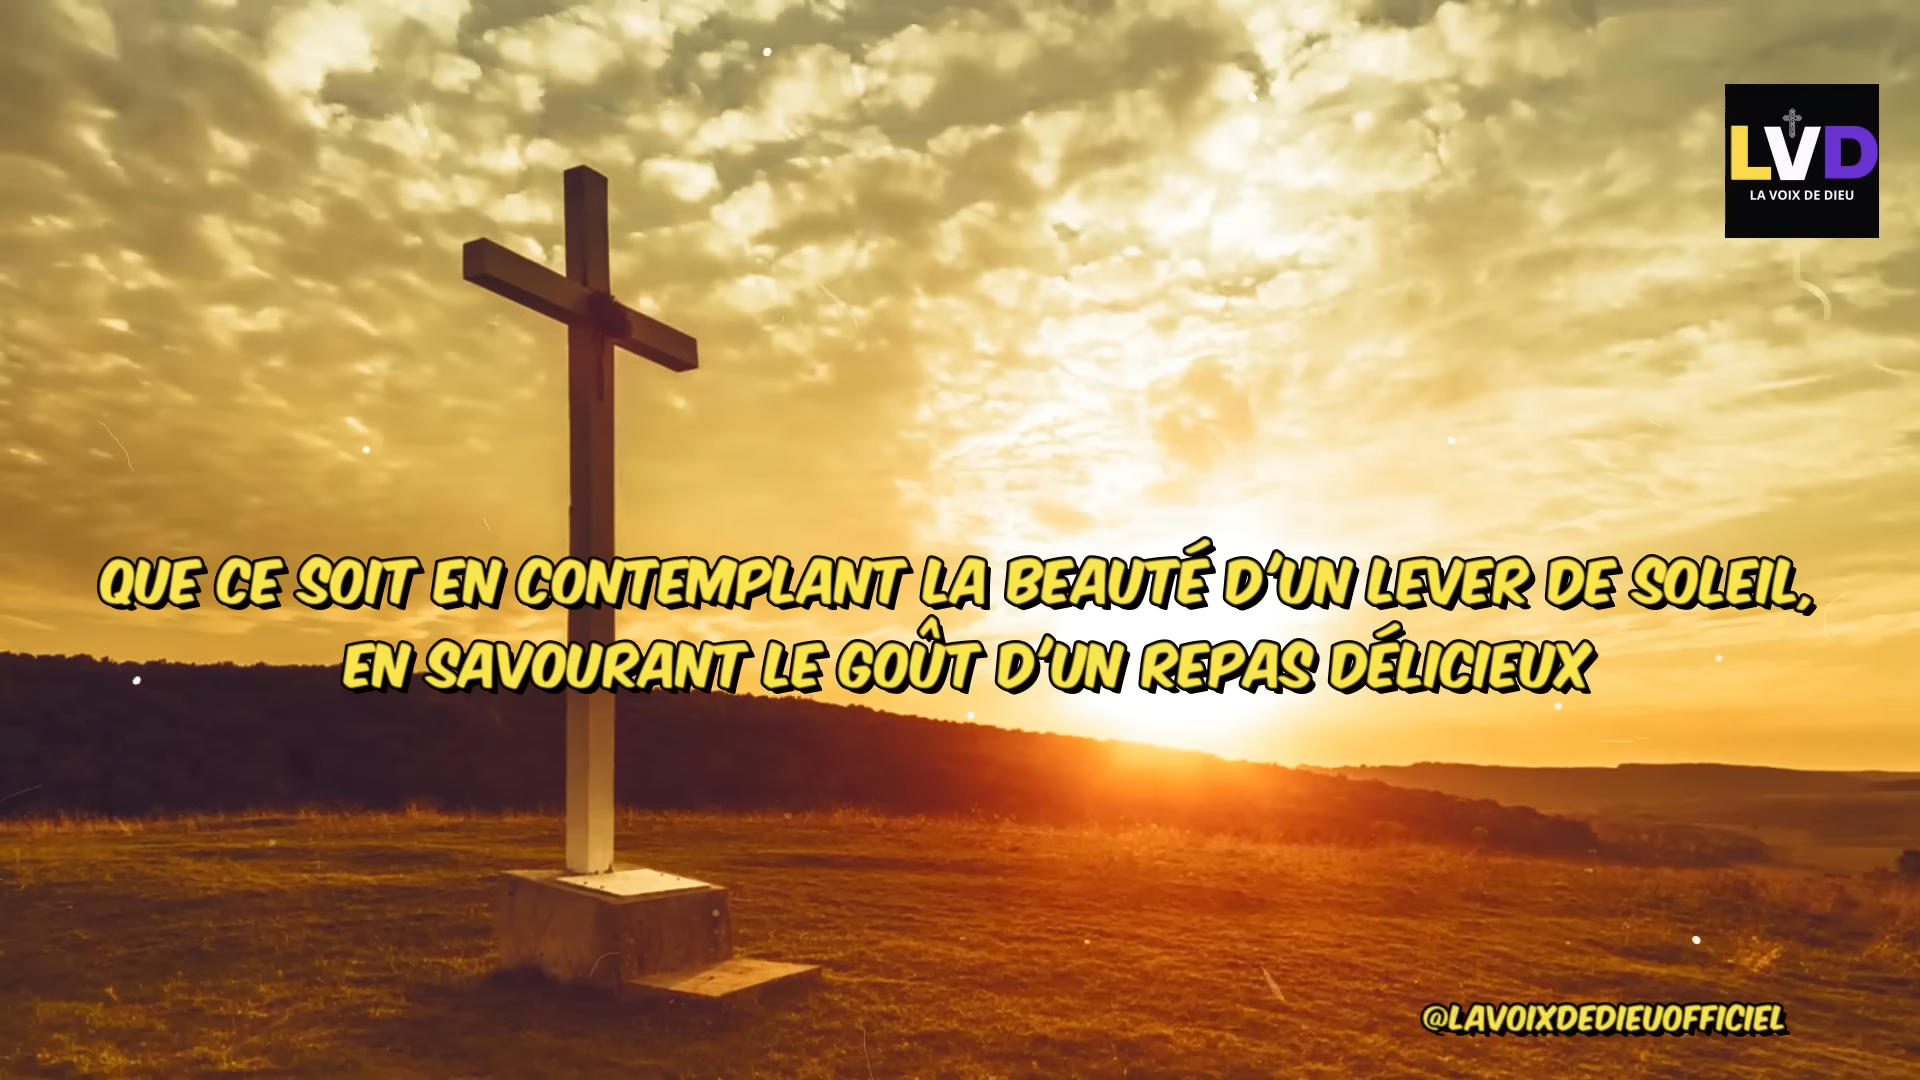 LVD
LA VOIX DE DIEU
QUE CE SOIT EN CONTEMPLANT LA BEAUTÉ D'UN LEVER DE SOLEIL,
EN SAVOURANT LE GOÛT D'UN REPAS DÉLICIEUX
@LAVOIXDEDIEUOFFICIEL